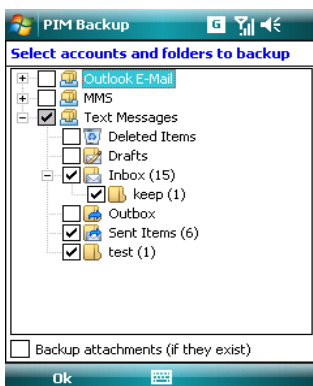 PIM Backup G
Select accounts and folders to backup
Outlook E-Mail
MMS
Text Messages
Deleted Items
Drafts
Inbox (15)
keep (1)
Outbox
Sent Items (6)
test (1)
Backup attachments (if they exist)
Ok